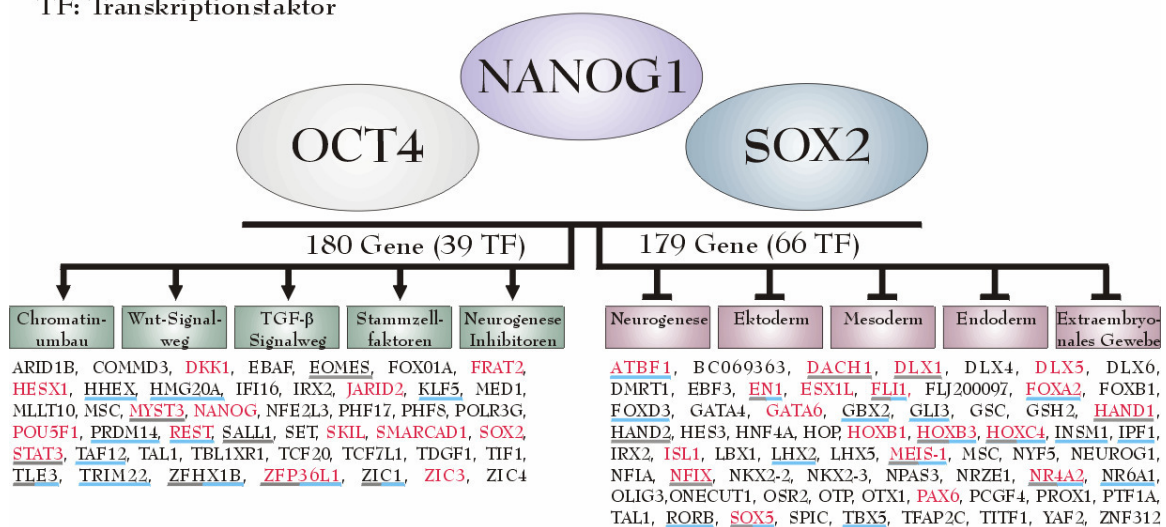 TF: Transkriptionsfaktor
NANOG1
OCT4
SOX2
180 Gene (39 TF)
179 Gene (66 TF)
Chromatin-
umbau
Wnt-Signal-
weg
TGF-β
Signalweg
Stammzell-
faktoren
Neurogenese
Inhibitoren
Neurogenese
Ektoderm
Mesoderm
Endoderm
Extraembryo-
nales Gewebe
ARID1B, COMMD3, DKK1, EBAF, EOMES, FOX01A, FRAT2,
HESX1, HHEX, HMG20A, IFI16, IRX2, JARID2, KLF5, MED1,
MLLT10, MSC, MYST3, NANOG, NFE2L3, PHF17, PHF8, POLR3G,
POU5F1, PRDM14, REST, SALL1, SET, SKIL, SMARCAD1, SOX2,
STAT3, TAF12, TAL1, TBL1XR1, TCF20, TCF7L1, TDGF1, TIF1,
TLE3, TRIM22, ZFHX1B, ZFP36L1, ZIC1, ZIC3, ZIC4
ATBF1, BC069363, DACH1, DLX1, DLX4, DLX5, DLX6,
DMRT1, EBF3, EN1, ESX1L, FLI1, FLJ200097, FOXA2, FOXB1,
FOXD3, GATA4, GATA6, GBX2, GLI3, GSC, GSH2, HAND1,
HAND2, HES3, HNF4A, HOP, HOXB1, HOXB3, HOXC4, INSM1, IPF1,
IRX2, ISL1, LBX1, LHX2, LHX5, MEIS-1, MSC, NYF5, NEUROG1,
NFIA, NFIX, NKX2-2, NKX2-3, NPAS3, NRZE1, NR4A2, NR6A1,
OLIG3,ONECUT1, OSR2, OTP, OTX1, PAX6, PCGF4, PROX1, PTF1A,
TAL1, RORB, SOX5, SPIC, TBX5, TFAP2C, TITF1, YAF2, ZNF312